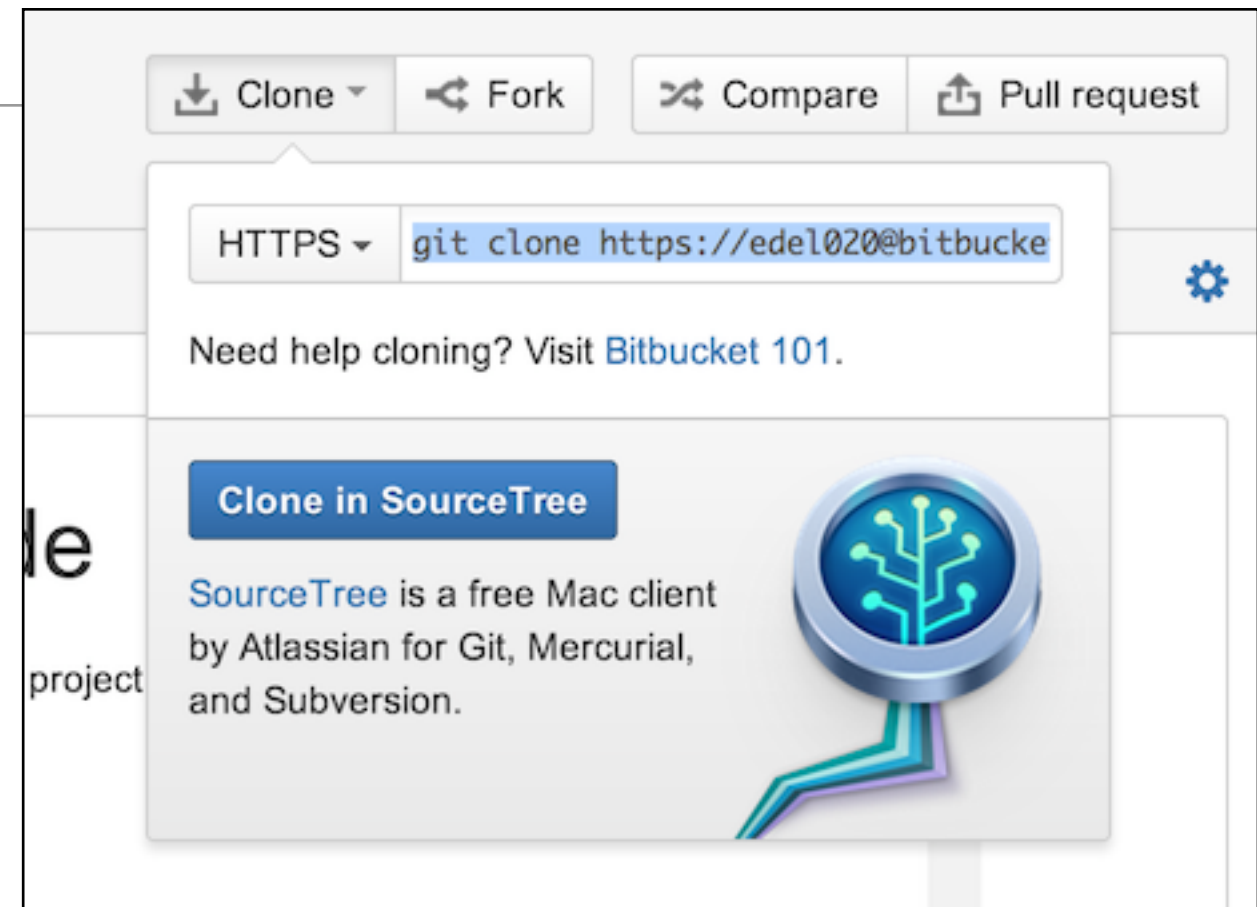 Clone Fork Compare Pull request
HTTPS git clone https://edel020@bitbucke
Need help cloning? Visit Bitbucket 101.
Clone in SourceTree
de
SourceTree is a free Mac client
by Atlassian for Git, Mercurial,
project
and Subversion.